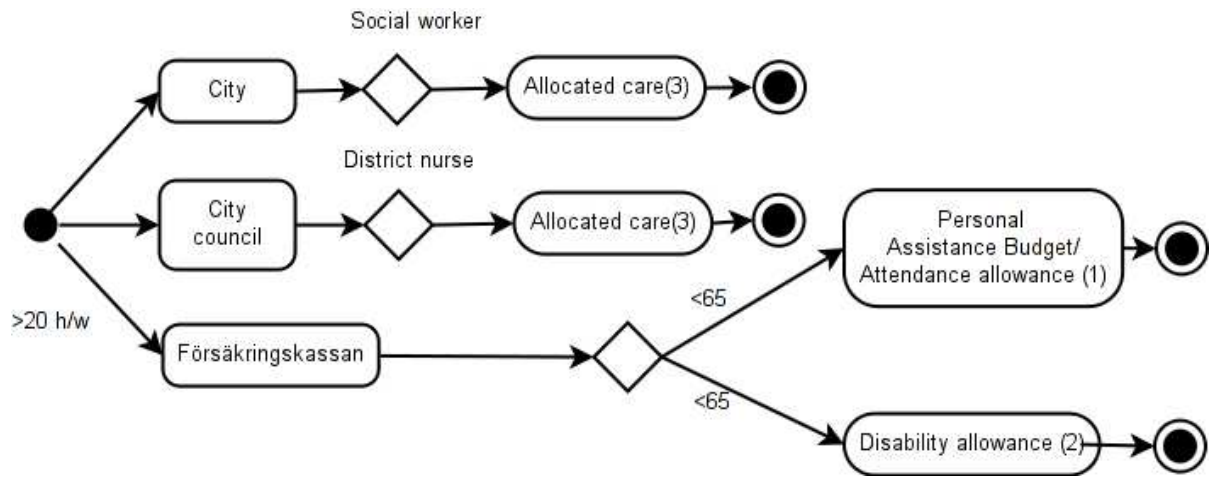 Social worker
City
Allocated care(3)
District nurse
City
council
Allocated care(3)
Personal
Assistance Budget/
Attendance allowance (1)
<65
>20 h/w
Försäkringskassan
<65
Disability allowance (2)